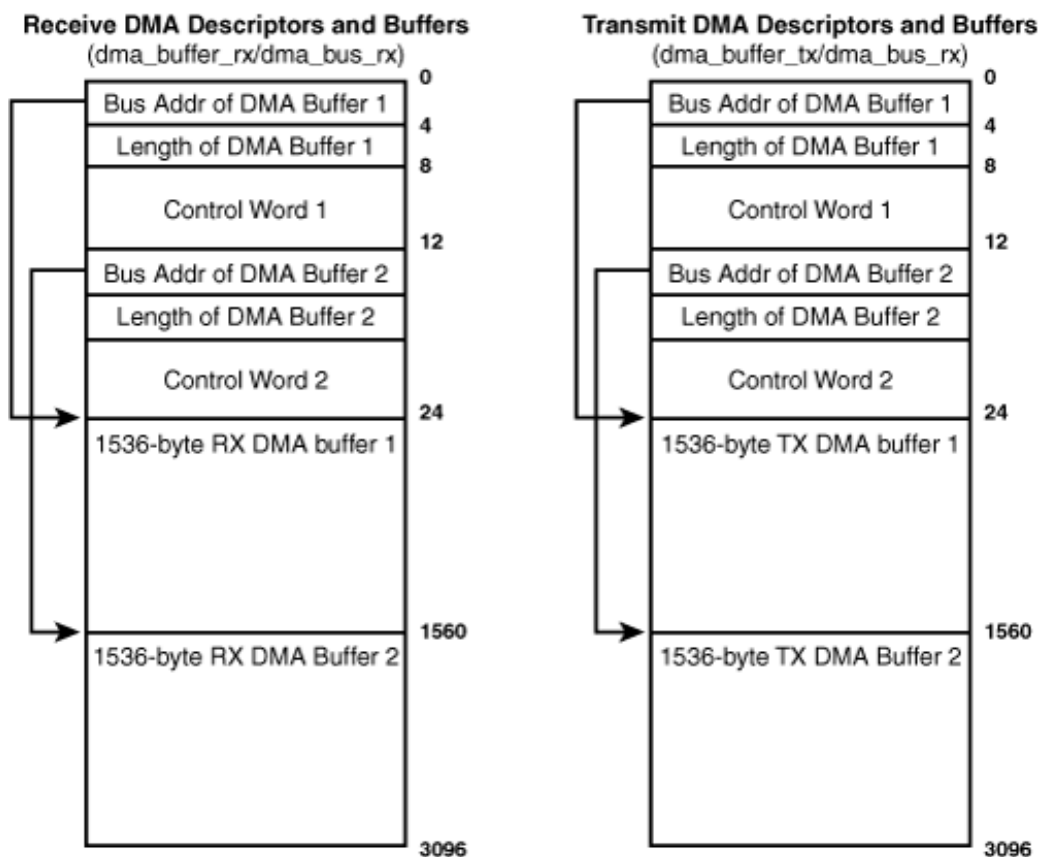 Receive DMA Descriptors and Buffers
(dma_buffer_rx/dma_bus_rx)
0
Bus Addr of DMA Buffer 1
4
Length of DMA Buffer 1
8
Control Word 1
12
Bus Addr of DMA Buffer 2
Length of DMA Buffer 2
Control Word 2
24
1536-byte RX DMA buffer 1
1560
1536-byte RX DMA Buffer 2
3096
Transmit DMA Descriptors and Buffers
(dma_buffer_tx/dma_bus_rx)
0
Bus Addr of DMA Buffer 1
4
Length of DMA Buffer 1
8
Control Word 1
12
Bus Addr of DMA Buffer 2
Length of DMA Buffer 2
Control Word 2
24
1536-byte TX DMA buffer 1
1560
1536-byte TX DMA Buffer 2
3096